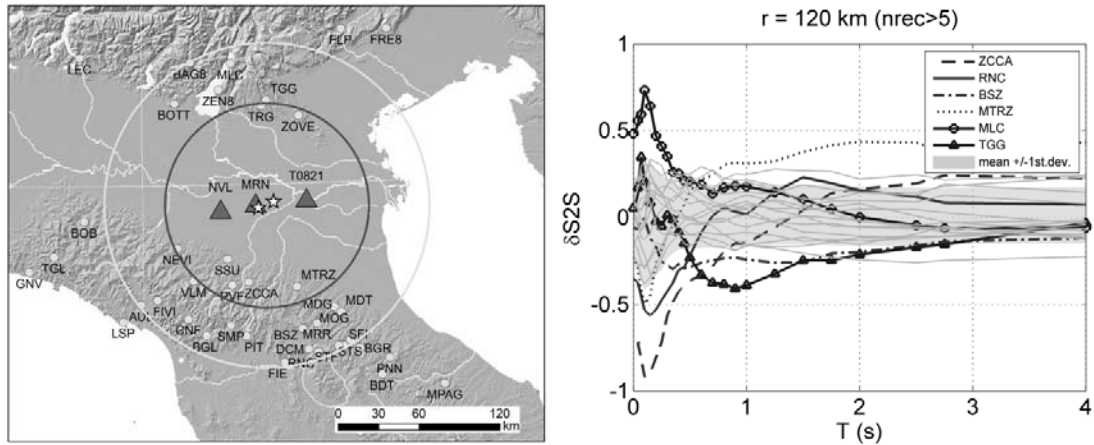 FLP
FRE8
LEC
BAG8
MLC
TGG
ZEN8
BOTT
TRG
ZOVE
T0821
NVL
MRN
BOB
NEVI
TGL
SSU
GNV
MTRZ
VLM
ZCCA
MDG
MDT
FIVI
MOG
LSP
SMP
BSZ
MRR
PIT
DCM
BGR
FIE
PNN
BDT
MPAG
0 30 60 120
km
r = 120 km (nrec>5)
1
0.5
0
-0.5
-1
δS2S
ZCCA
RNC
BSZ
MTRZ
MLC
TGG
mean +/-1st.dev.
0 1 2 3 4
T (s)